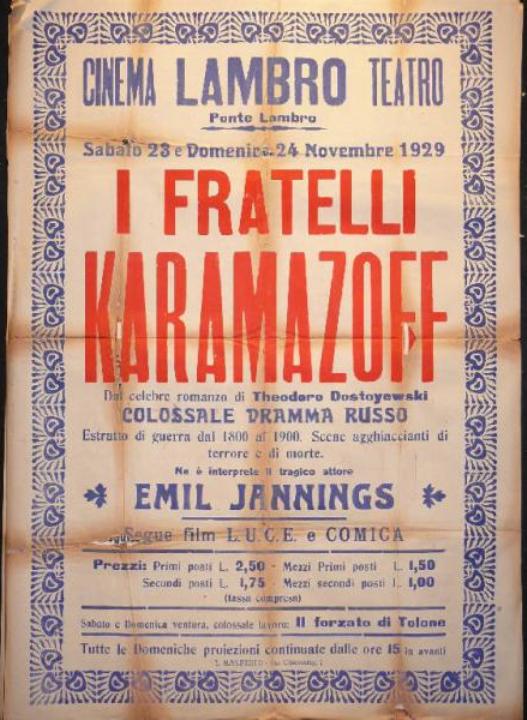 CINEMA LAMBRO TEATRO
Ponte Lambro
Sabato 23 e Domenica 24 Novembre 1929
I FRATELLI
KARAMAZOFF
Dal celebre romanzo di Theodoro Dostoyewski
COLOSSALE DRAMMA RUSSO
Estratto di guerra dal 1800 al 1900. Scene agghiaccianti di
terrore e di morte.
Ne è interprete il tragico attore
EMIL JANNINGS
Segue film L.U.C.E. e COMICA
Prezzi: Primi posti L. 2,50 - Mezzi Primi posti L. 1,50
Secondi posti L. 1,75 - Mezzi secondi posti L. 1,00
(tassa compresa)
Sabato e Domenica ventura, colossale lavoro: Il forzato di Tolone
Tutte le Domeniche proiezioni continuate dalle ore 15 in avanti